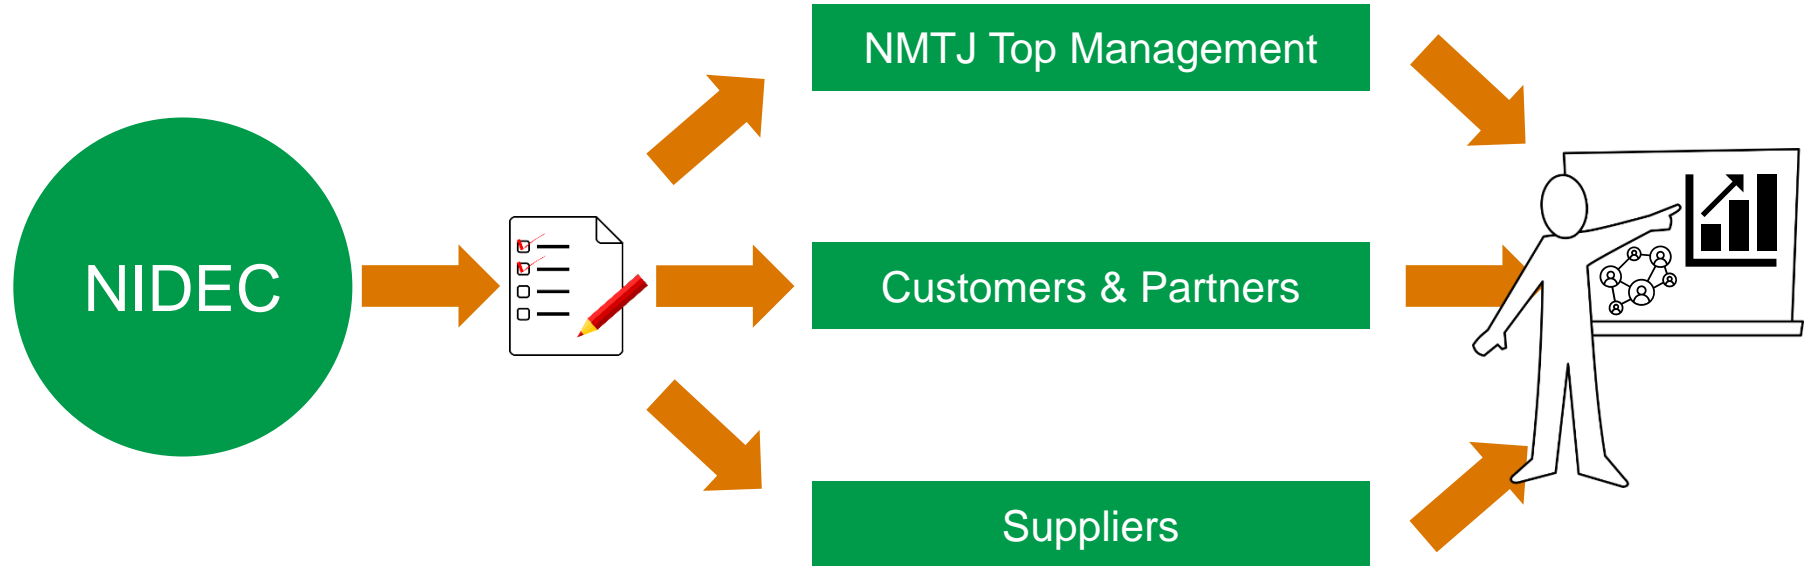 NIDEC
NMTJ Top Management
Customers & Partners
Suppliers